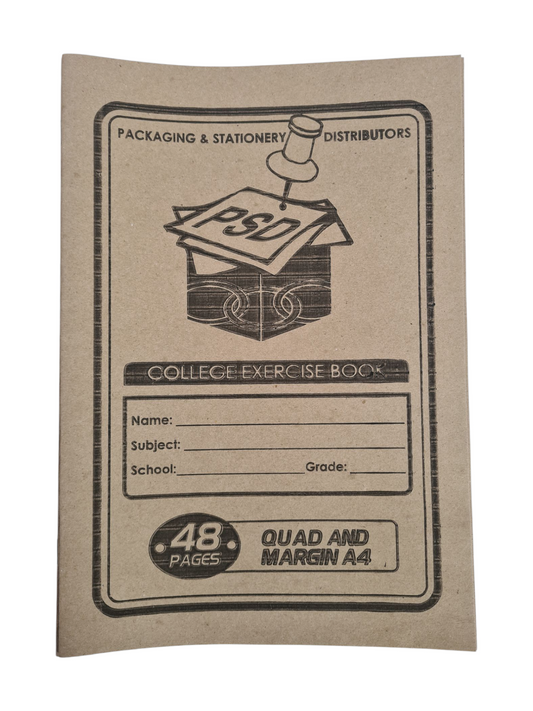 PACKAGING & STATIONERY DISTRIBUTORS
PSD
COLLEGE EXERCISE BOOK
Name:
Subject:
School: Grade:
48 PAGES
QUAD AND
MARGIN A4